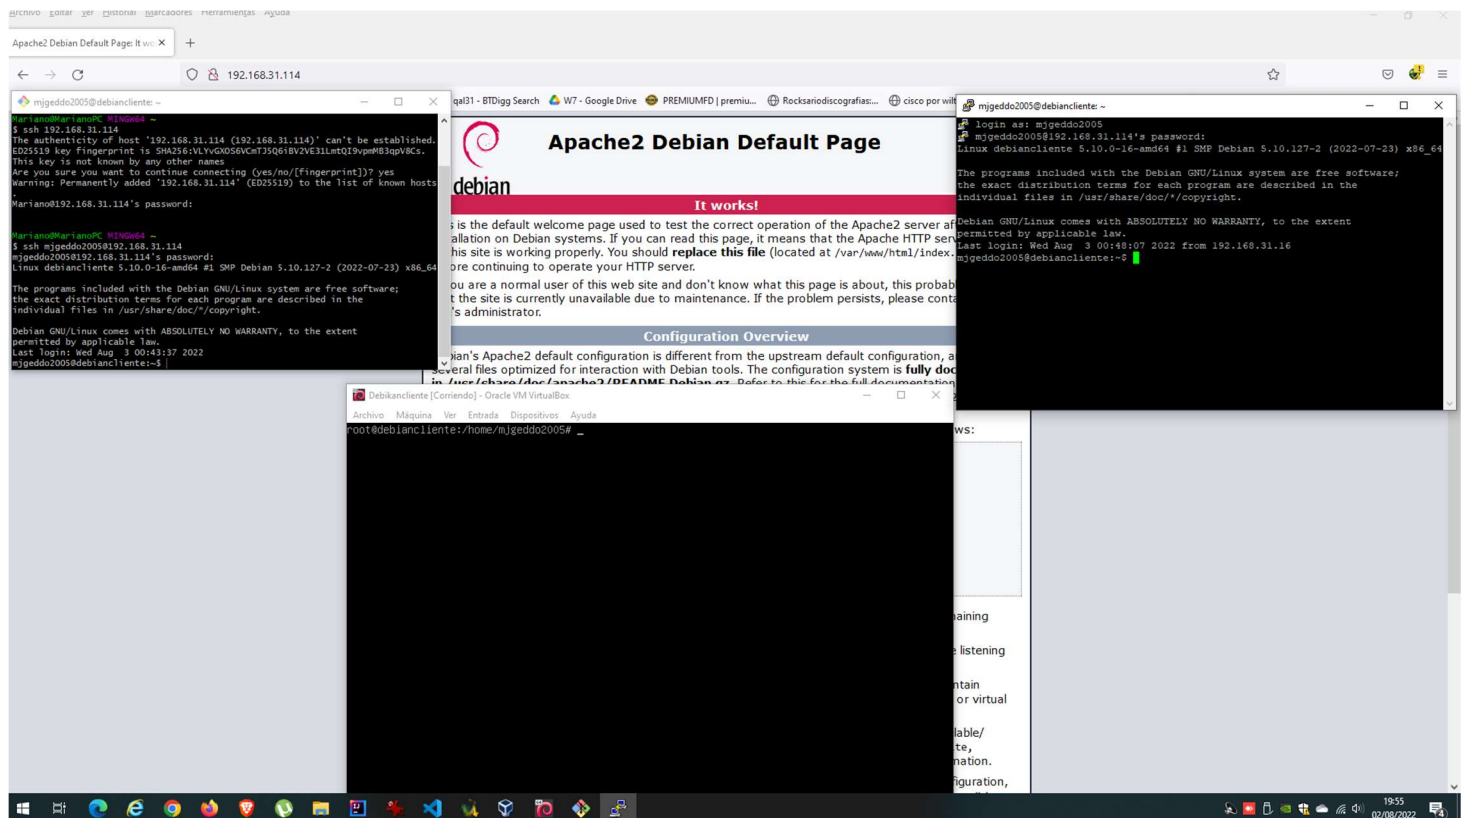 Archivo Editar Ver Historial Marcadores Herramientas Ayuda
Apache2 Debian Default Page: It wo
192.168.31.114
qal31 - BTDigg Search W7 - Google Drive PREMIUMFD | premiu... Rocksariodiscografias:... cisco por wilt
mjgeddo2005@debiancliente: ~
Mariano@MarianoPC MINGW64 ~
$ ssh 192.168.31.114
The authenticity of host '192.168.31.114 (192.168.31.114)' can't be established.
ED25519 key fingerprint is SHA256:VLYvGXOS6VCmTJ5Q6iBV2VE31LmtQI9vpmMB3qpV8Cs.
This key is not known by any other names
Are you sure you want to continue connecting (yes/no/[fingerprint])? yes
Warning: Permanently added '192.168.31.114' (ED25519) to the list of known hosts
.
Mariano@192.168.31.114's password:
Mariano@MarianoPC MINGW64 ~
$ ssh mjgeddo2005@192.168.31.114
mjgeddo2005@192.168.31.114's password:
Linux debiancliente 5.10.0-16-amd64 #1 SMP Debian 5.10.127-2 (2022-07-23) x86_64
The programs included with the Debian GNU/Linux system are free software;
the exact distribution terms for each program are described in the
individual files in /usr/share/doc/*/copyright.
Debian GNU/Linux comes with ABSOLUTELY NO WARRANTY, to the extent
permitted by applicable law.
Last login: Wed Aug  3 00:43:37 2022
mjgeddo2005@debiancliente:~$
Apache2 Debian Default Page
debian
It works!
s is the default welcome page used to test the correct operation of the Apache2 server af
allation on Debian systems. If you can read this page, it means that the Apache HTTP serv
his site is working properly. You should replace this file (located at /var/www/html/index.
ore continuing to operate your HTTP server.
ou are a normal user of this web site and don't know what this page is about, this probab
t the site is currently unavailable due to maintenance. If the problem persists, please conta
's administrator.
Configuration Overview
bian's Apache2 default configuration is different from the upstream default configuration, a
several files optimized for interaction with Debian tools. The configuration system is fully doc
in /usr/share/doc/apache2/README.Debian.gz. Refer to this for the full documentation
mjgeddo2005@debiancliente: ~
login as: mjgeddo2005
mjgeddo2005@192.168.31.114's password:
Linux debiancliente 5.10.0-16-amd64 #1 SMP Debian 5.10.127-2 (2022-07-23) x86_64
The programs included with the Debian GNU/Linux system are free software;
the exact distribution terms for each program are described in the
individual files in /usr/share/doc/*/copyright.
Debian GNU/Linux comes with ABSOLUTELY NO WARRANTY, to the extent
permitted by applicable law.
Last login: Wed Aug  3 00:48:07 2022 from 192.168.31.16
mjgeddo2005@debiancliente:~$
Debikancliente [Corriendo] - Oracle VM VirtualBox
Archivo Máquina Ver Entrada Dispositivos Ayuda
root@debiancliente:/home/mjgeddo2005# _
ws:
aining
e listening
ntain
or virtual
lable/
te,
nation.
figuration,
19:55
02/08/2022